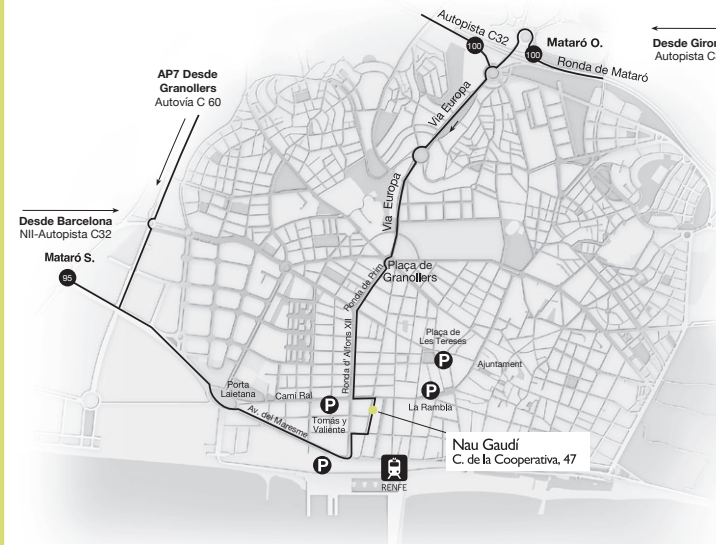 Autopista C32
100
100
Mataró O.
Ronda de Mataró
Desde Giron
Autopista C3
AP7 Desde
Granollers
Autovía C 60
Via Europa
Desde Barcelona
NII-Autopista C32
Mataró S.
95
Via Europa
Plaça de
Granollers
Ronda de Prim
Ronda d' Alfons XII
Plaça de
Les Tereses
P
Ajuntament
Porta
Laietana
Camí Ral
P
Tomás y
Valiente
P
La Rambla
Av. del Maresme
Nau Gaudí
C. de la Cooperativa, 47
P
RENFE